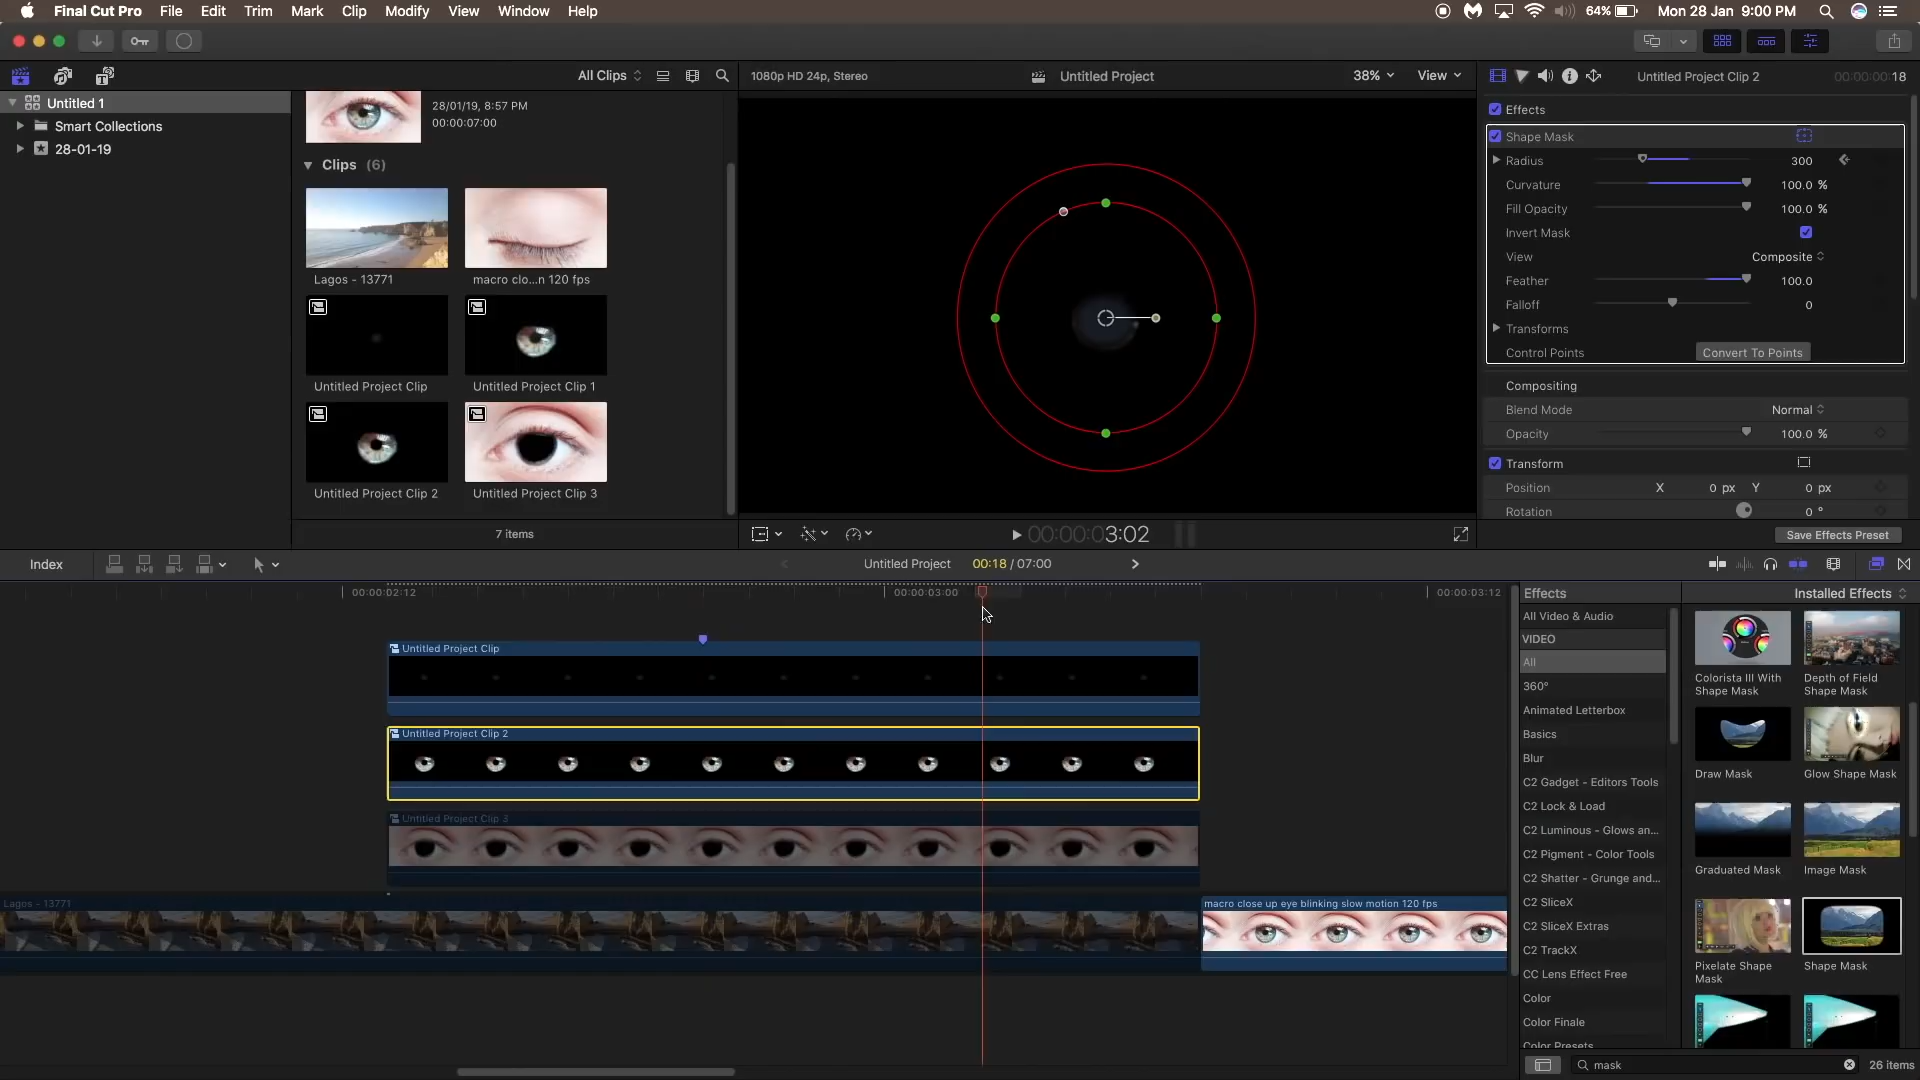 Final Cut Pro File Edit Trim Mark Clip Modify View Window Help
64% Mon 28 Jan 9:00 PM
All Clips
1080p HD 24p, Stereo
Untitled Project
38% View
Untitled Project Clip 2
00:00:00:18
Untitled 1
Smart Collections
28-01-19
28/01/19, 8:57 PM
00:00:07:00
Clips (6)
Lagos - 13771
macro clo...n 120 fps
Untitled Project Clip
Untitled Project Clip 1
Untitled Project Clip 2
Untitled Project Clip 3
7 items
00:00:00:03:02
Effects
Shape Mask
Radius 300
Curvature 100.0 %
Fill Opacity 100.0 %
Invert Mask
View Composite
Feather 100.0
Falloff 0
Transforms
Control Points Convert To Points
Compositing
Blend Mode Normal
Opacity 100.0 %
Transform
Position X 0 px Y 0 px
Rotation 0 °
Save Effects Preset
Index
Untitled Project 00:18 / 07:00
00:00:02:12
00:00:03:00
00:00:03:12
Untitled Project Clip
Untitled Project Clip 2
Untitled Project Clip 3
Lagos - 13771
macro close up eye blinking slow motion 120 fps
Effects
Installed Effects
All Video & Audio
VIDEO
All
360°
Animated Letterbox
Basics
Blur
C2 Gadget - Editors Tools
C2 Lock & Load
C2 Luminous - Glows an...
C2 Pigment - Color Tools
C2 Shatter - Grunge and...
C2 SliceX
C2 SliceX Extras
C2 TrackX
CC Lens Effect Free
Color
Color Finale
Color Presets
Colorista III With
Shape Mask
Depth of Field
Shape Mask
Draw Mask
Glow Shape Mask
Graduated Mask
Image Mask
Pixelate Shape
Mask
Shape Mask
mask
26 items